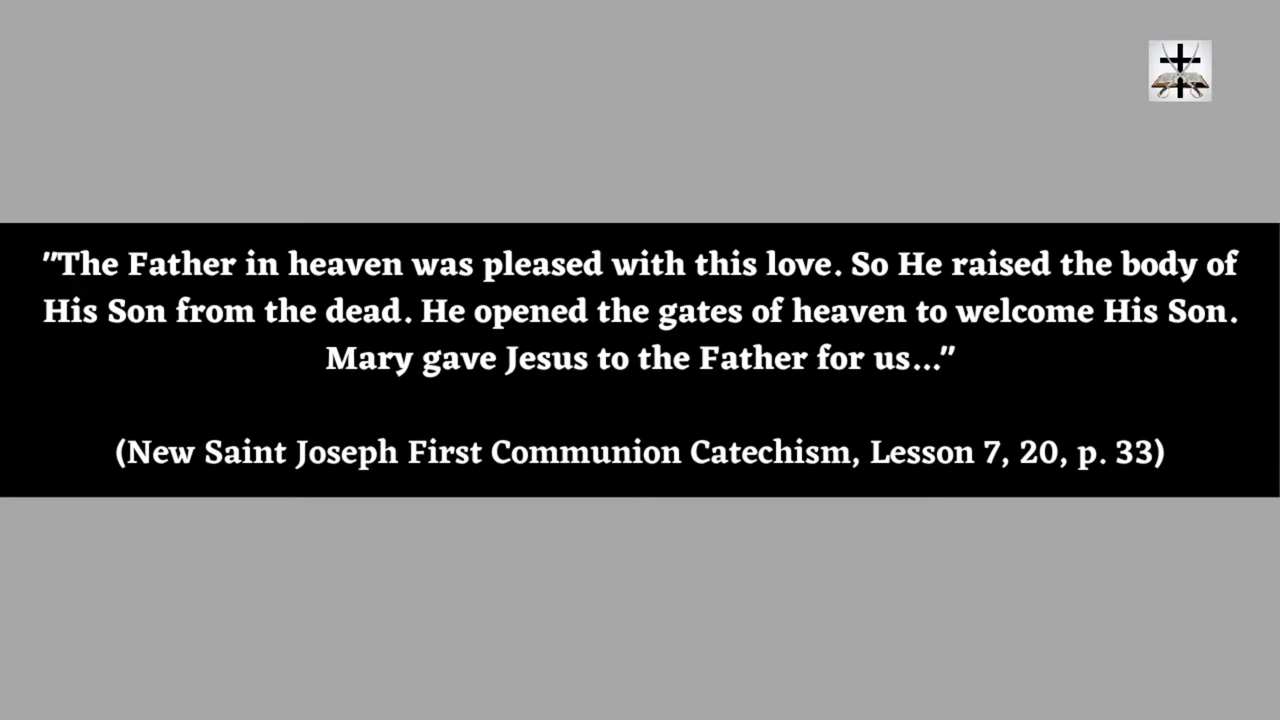 "The Father in heaven was pleased with this love. So He raised the body of
His Son from the dead. He opened the gates of heaven to welcome His Son.
Mary gave Jesus to the Father for us..."
(New Saint Joseph First Communion Catechism, Lesson 7, 20, p. 33)